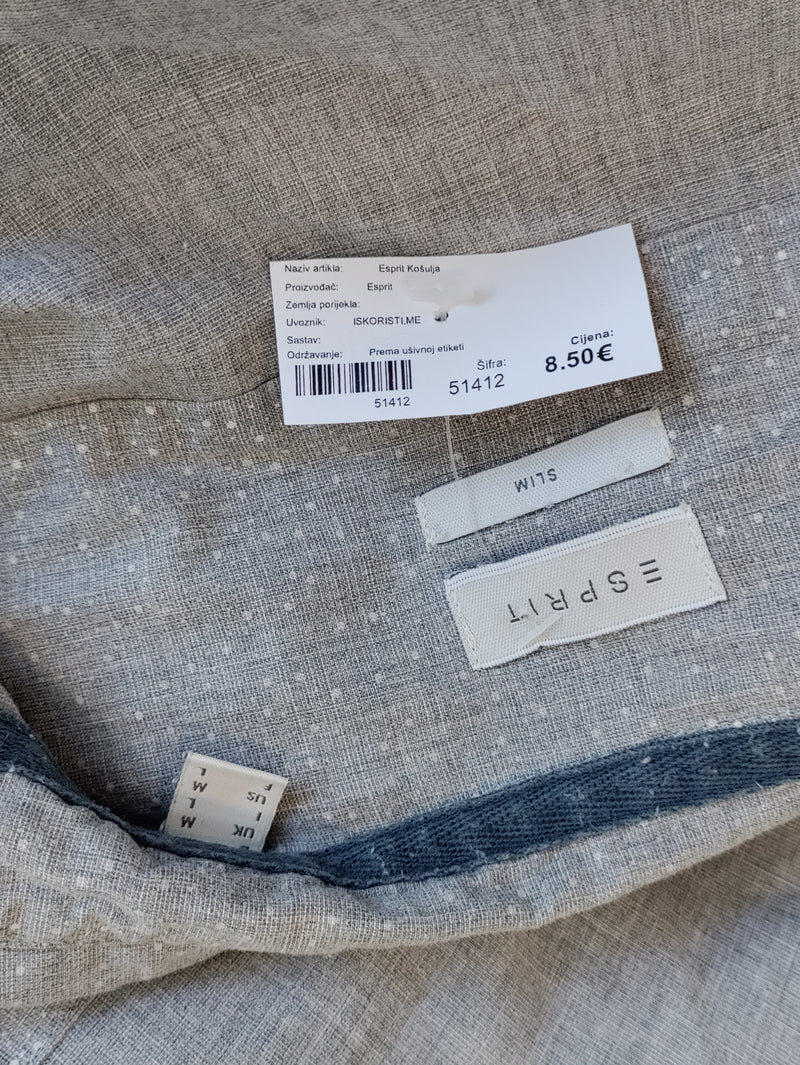 Naziv artikla: Esprit Košulja
Proizvođač: Esprit
Zemlja porijekla:
Uvoznik: ISKORISTI.ME
Sastav:
Održavanje: Prema ušivnoj etiketi
51412
Šifra:
51412
Cijena:
8.50€
SLIM
ESPRIT
F L
US M
I L
UK M